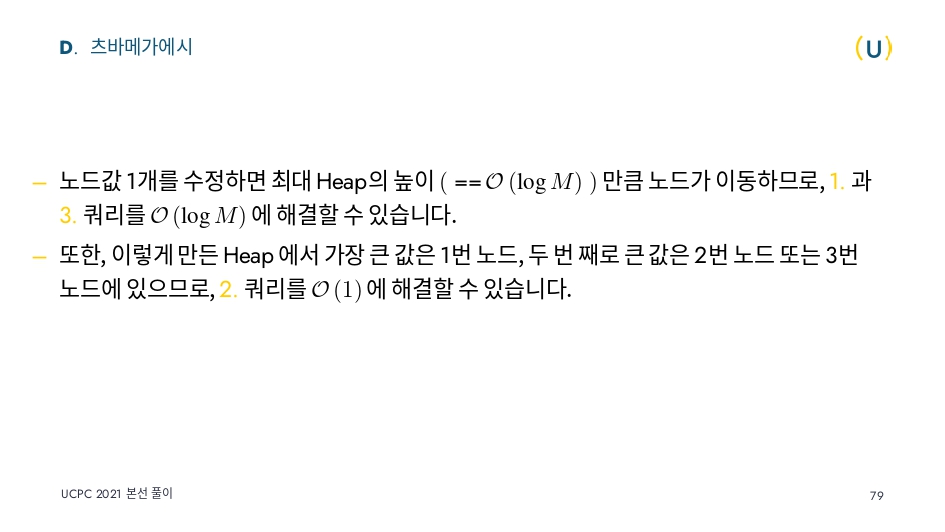 D. 츠바메가에시
(U)
– 노드값 1개를 수정하면 최대 Heap의 높이 ( == O (log M) ) 만큼 노드가 이동하므로, 1. 과
3. 쿼리를 O (log M) 에 해결할 수 있습니다.
– 또한, 이렇게 만든 Heap 에서 가장 큰 값은 1번 노드, 두 번 째로 큰 값은 2번 노드 또는 3번
노드에 있으므로, 2. 쿼리를 O (1) 에 해결할 수 있습니다.
UCPC 2021 본선 풀이
79